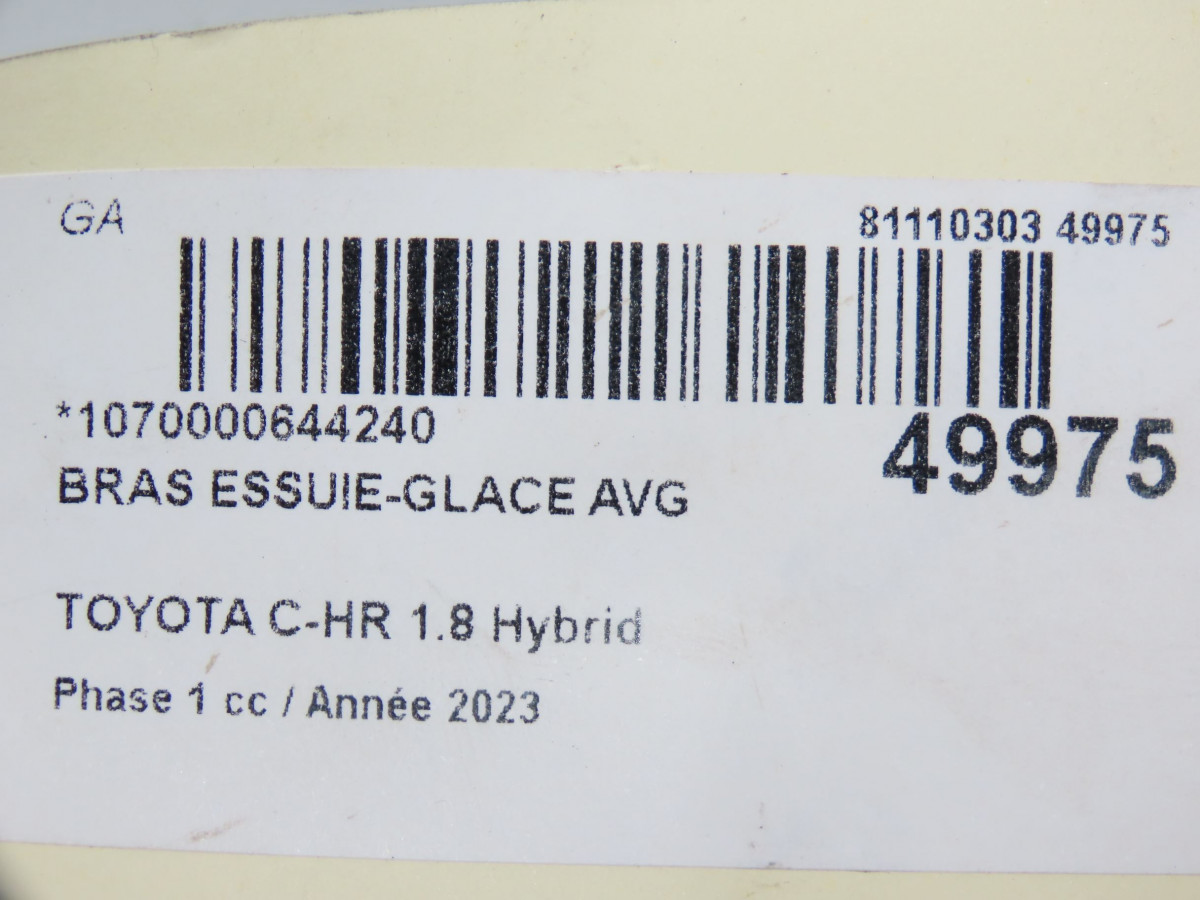 GA
81110303 49975
*1070000644240
49975
BRAS ESSUIE-GLACE AVG
TOYOTA C-HR 1.8 Hybrid
Phase 1 cc / Année 2023